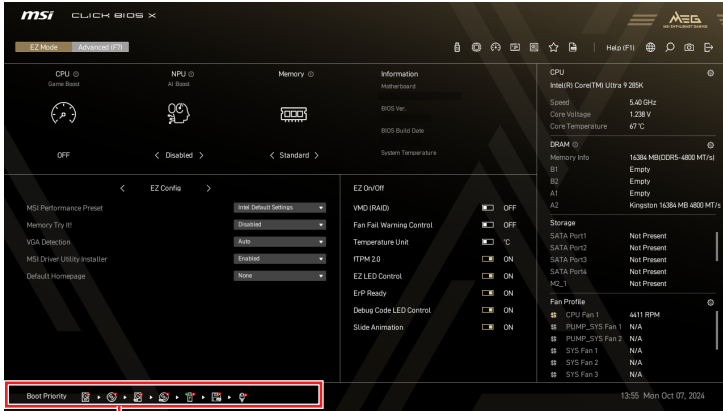 msi CLICK BIOS X
MEG
MSI ENTHUSIAST GAMING
EZ Mode Advanced (F7)
Help (F1)
CPU
Game Boost
OFF
NPU
AI Boost
< Disabled >
Memory
< Standard >
Information
Motherboard
BIOS Ver.
BIOS Build Date
System Temperature
CPU
Intel(R) Core(TM) Ultra 9 285K
Speed 5.40 GHz
Core Voltage 1.238 V
Core Temperature 67 °C
DRAM
Memory Info 16384 MB(DDR5-4800 MT/s)
B1 Empty
B2 Empty
A1 Empty
A2 Kingston 16384 MB 4800 MT/s
Storage
SATA Port1 Not Present
SATA Port2 Not Present
SATA Port3 Not Present
SATA Port4 Not Present
M2_1 Not Present
Fan Profile
CPU Fan 1 4411 RPM
PUMP_SYS Fan 1 N/A
PUMP_SYS Fan 2 N/A
SYS Fan 1 N/A
SYS Fan 2 N/A
SYS Fan 3 N/A
< EZ Config >
MSI Performance Preset Intel Default Settings
Memory Try It! Disabled
VGA Detection Auto
MSI Driver Utility Installer Enabled
Default Homepage None
EZ On/Off
VMD (RAID) OFF
Fan Fail Warning Control OFF
Temperature Unit °C
fTPM 2.0 ON
EZ LED Control ON
ErP Ready ON
Debug Code LED Control ON
Slide Animation ON
Boot Priority
13:55 Mon Oct 07, 2024